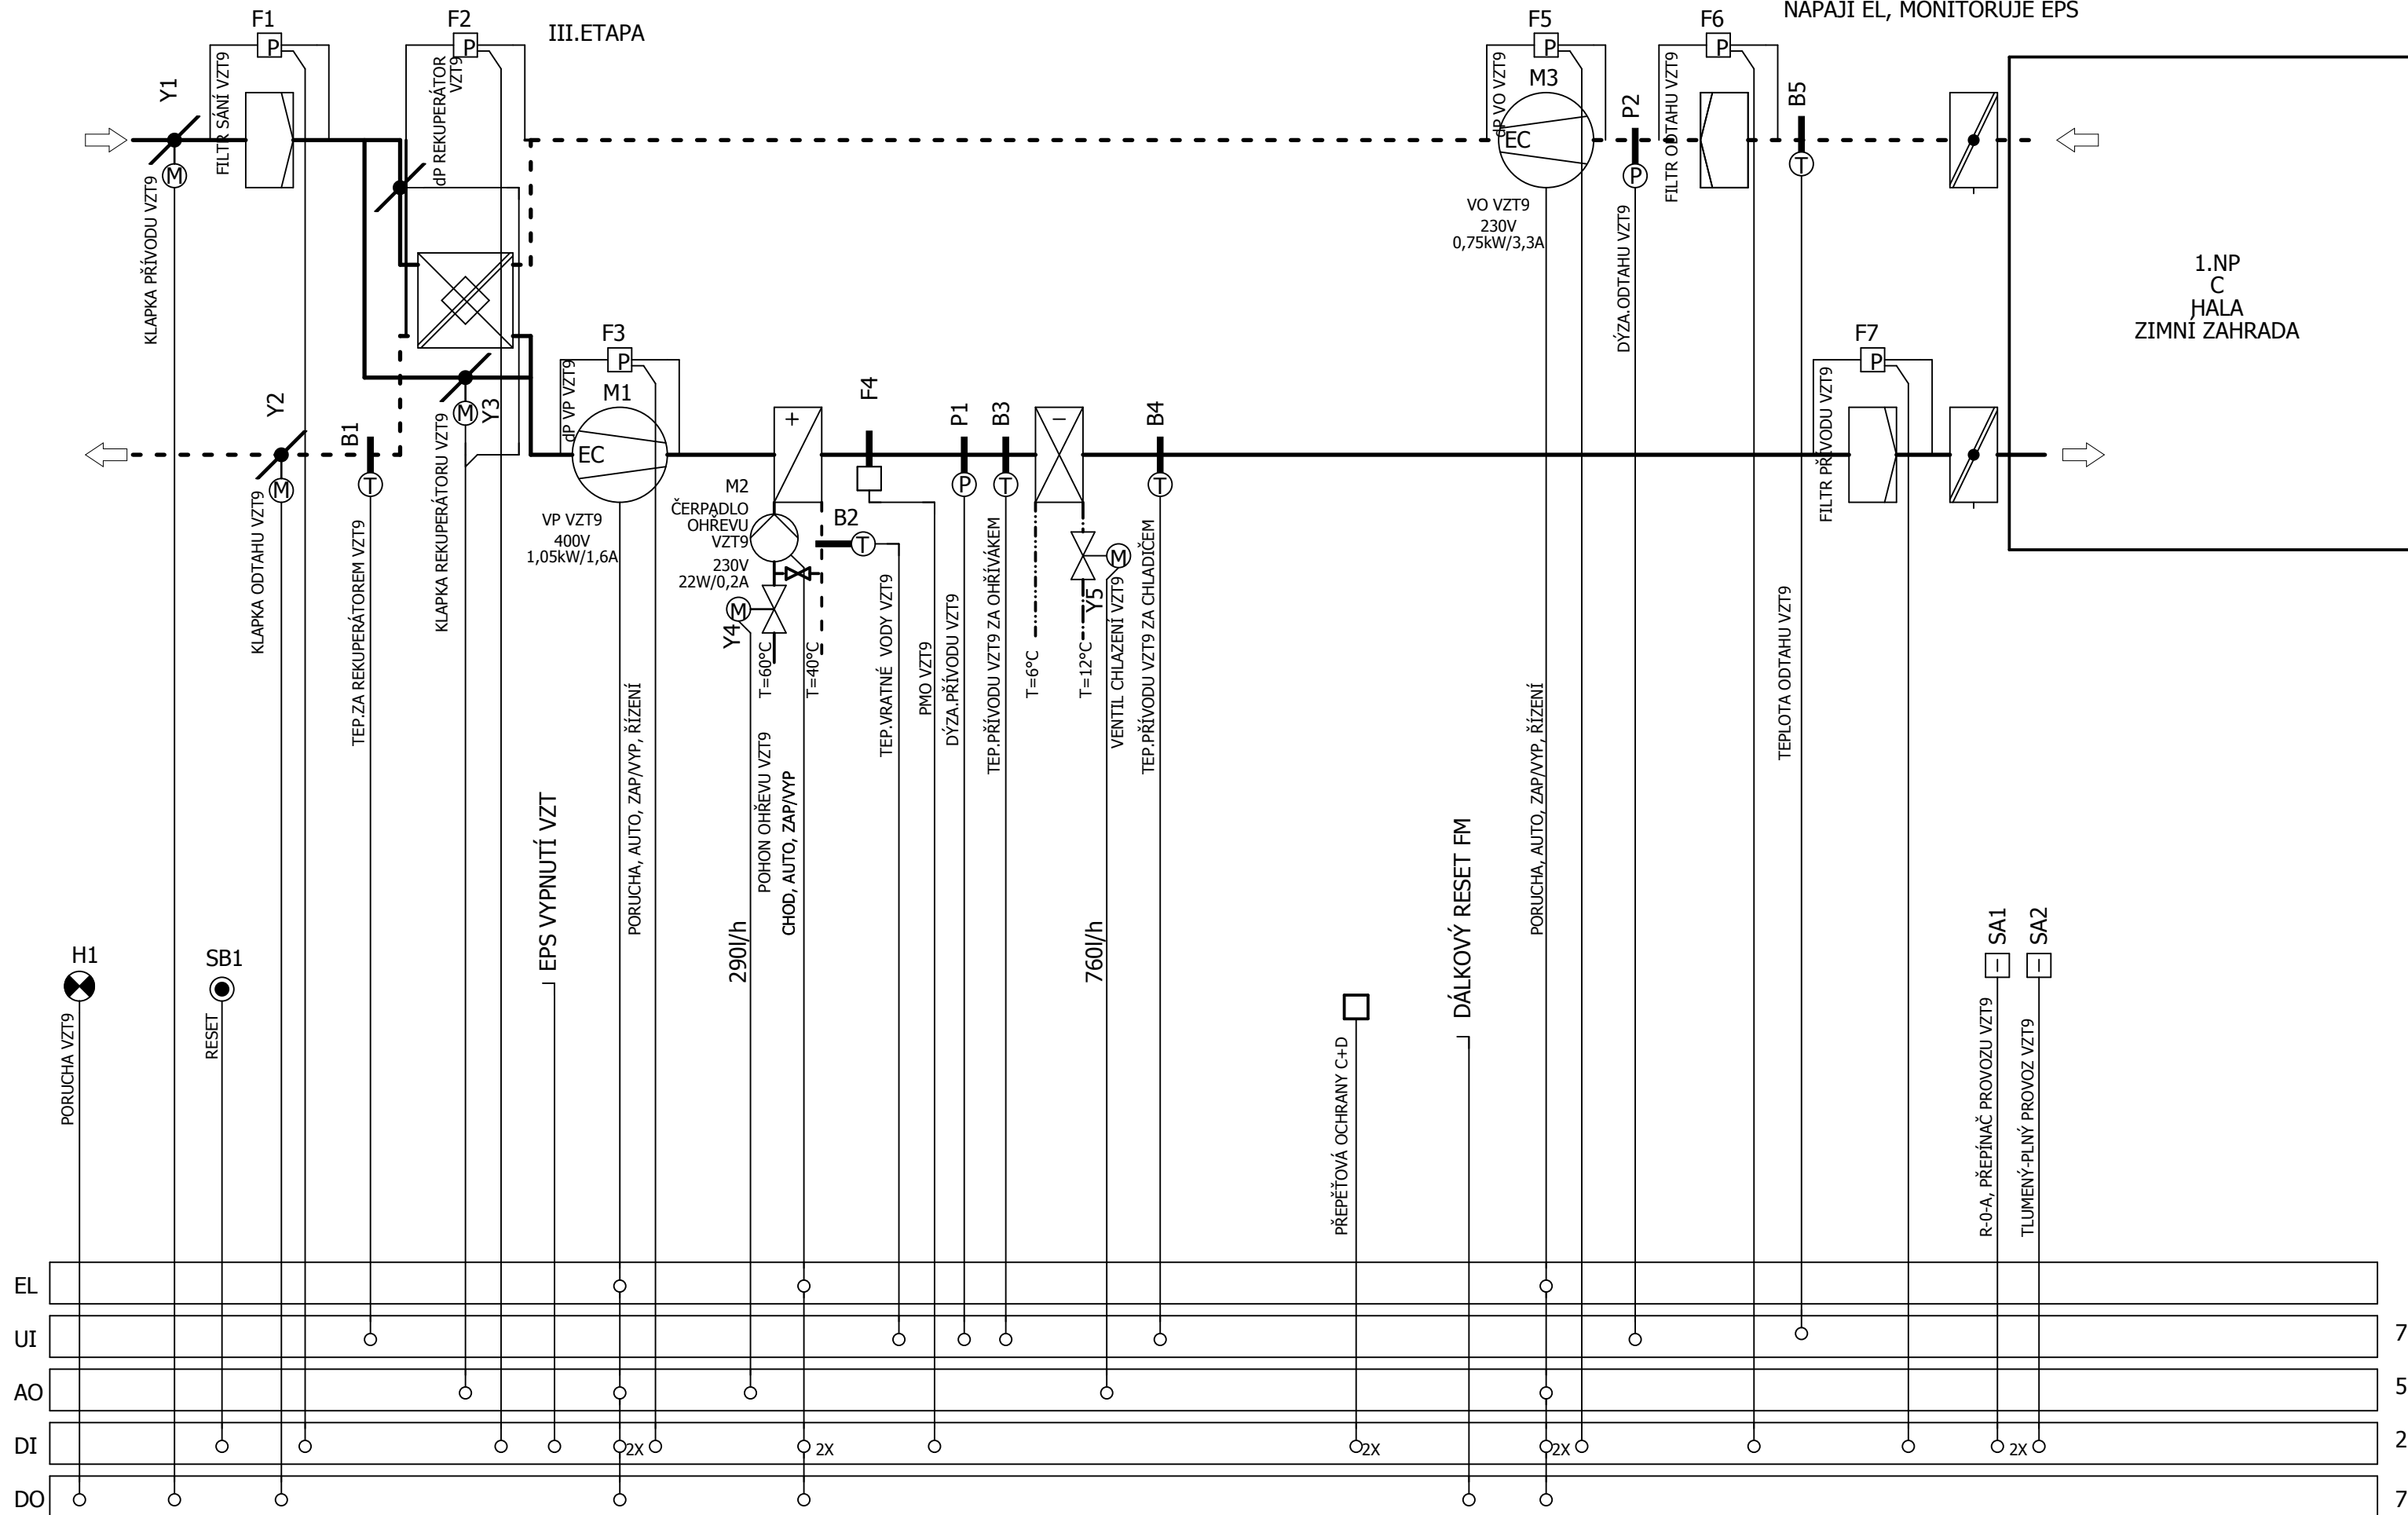 NAPÁJÍ EL, MONITORUJE EPS
III.ETAPA
F1
P
FILTR SÁNÍ VZT9
Y1
M
KLAPKA PŘÍVODU VZT9
F2
P
dP REKUPERÁTOR
VZT9
F5
P
dP VO VZT9
M3
EC
VO VZT9
230V
0,75kW/3,3A
P2
P
DÝZA.ODTAHU VZT9
F6
P
FILTR ODTAHU VZT9
B5
T
TEPLOTA ODTAHU VZT9
1.NP
C
HALA
ZIMNÍ ZAHRADA
F7
P
FILTR PŘÍVODU VZT9
Y2
M
KLAPKA ODTAHU VZT9
B1
T
TEP.ZA REKUPERÁTOREM VZT9
Y3
M
KLAPKA REKUPERÁTORU VZT9
F3
P
dP VP VZT9
M1
EC
VP VZT9
400V
1,05kW/1,6A
+
M2
ČERPADLO
OHŘEVU
VZT9
230V
22W/0,2A
B2
T
TEP.VRATNÉ VODY VZT9
Y4
M
T=60°C
T=40°C
POHON OHŘEVU VZT9
CHOD, AUTO, ZAP/VYP
290l/h
F4
PMO VZT9
P1
P
DÝZA.PŘÍVODU VZT9
B3
T
TEP.PŘÍVODU VZT9 ZA OHŘÍVÁKEM
−
T=6°C
T=12°C
Y5
M
VENTIL CHLAZENÍ VZT9
760l/h
B4
T
TEP.PŘÍVODU VZT9 ZA CHLADIČEM
PORUCHA, AUTO, ZAP/VYP, ŘÍZENÍ
PORUCHA, AUTO, ZAP/VYP, ŘÍZENÍ
EPS VYPNUTÍ VZT
DÁLKOVÝ RESET FM
H1
PORUCHA VZT9
SB1
RESET
PŘEPĚŤOVÁ OCHRANY C+D
SA1
R-0-A, PŘEPÍNAČ PROVOZU VZT9
SA2
TLUMENÝ-PLNÝ PROVOZ VZT9
EL
UI
7
AO
5
DI
2X
2X
2X
2X
2X
2
DO
7